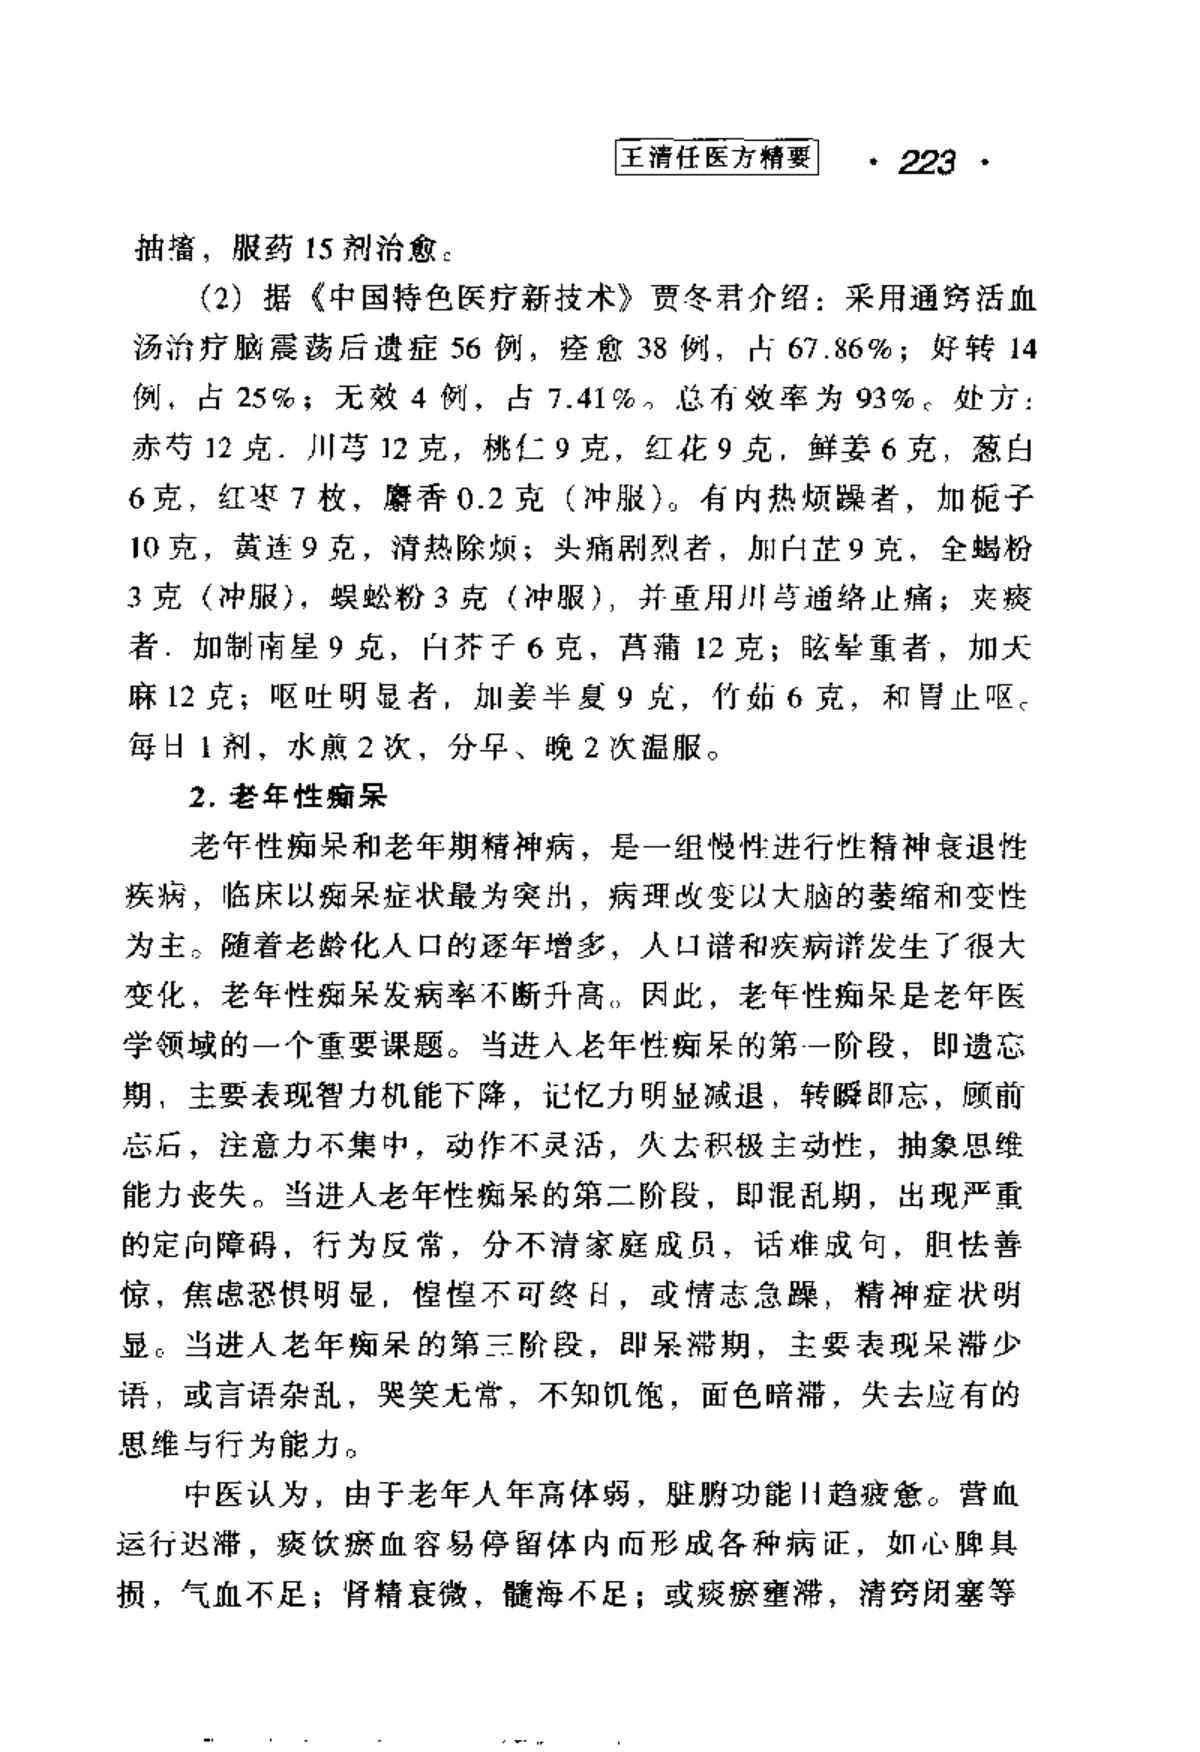 王清任医方精要 · 223 ·
抽搐，服药 15 剂治愈。
（2）据《中国特色医疗新技术》贾冬君介绍：采用通窍活血
汤治疗脑震荡后遗症 56 例，痊愈 38 例，占 67.86%；好转 14
例，占 25%；无效 4 例，占 7.41%。总有效率为 93%。处方：
赤芍 12 克．川芎 12 克，桃仁 9 克，红花 9 克，鲜姜 6 克，葱白
6 克，红枣 7 枚，麝香 0.2 克（冲服）。有内热烦躁者，加栀子
10 克，黄连 9 克，清热除烦；头痛剧烈者，加白芷 9 克，全蝎粉
3 克（冲服），蜈蚣粉 3 克（冲服），并重用川芎通络止痛；夹痰
者．加制南星 9 克，白芥子 6 克，菖蒲 12 克；眩晕重者，加天
麻 12 克；呕吐明显者，加姜半夏 9 克，竹茹 6 克，和胃止呕。
每日 1 剂，水煎 2 次，分早、晚 2 次温服。
2. 老年性痴呆
老年性痴呆和老年期精神病，是一组慢性进行性精神衰退性
疾病，临床以痴呆症状最为突出，病理改变以大脑的萎缩和变性
为主。随着老龄化人口的逐年增多，人口谱和疾病谱发生了很大
变化，老年性痴呆发病率不断升高。因此，老年性痴呆是老年医
学领域的一个重要课题。当进入老年性痴呆的第一阶段，即遗忘
期，主要表现智力机能下降，记忆力明显减退，转瞬即忘，顾前
忘后，注意力不集中，动作不灵活，失去积极主动性，抽象思维
能力丧失。当进入老年性痴呆的第二阶段，即混乱期，出现严重
的定向障碍，行为反常，分不清家庭成员，话难成句，胆怯善
惊，焦虑恐惧明显，惶惶不可终日，或情志急躁，精神症状明
显。当进入老年痴呆的第三阶段，即呆滞期，主要表现呆滞少
语，或言语杂乱，哭笑无常，不知饥饱，面色暗滞，失去应有的
思维与行为能力。
中医认为，由于老年人年高体弱，脏腑功能日趋疲惫。营血
运行迟滞，痰饮瘀血容易停留体内而形成各种病证，如心脾具
损，气血不足；肾精衰微，髓海不足；或痰瘀壅滞，清窍闭塞等